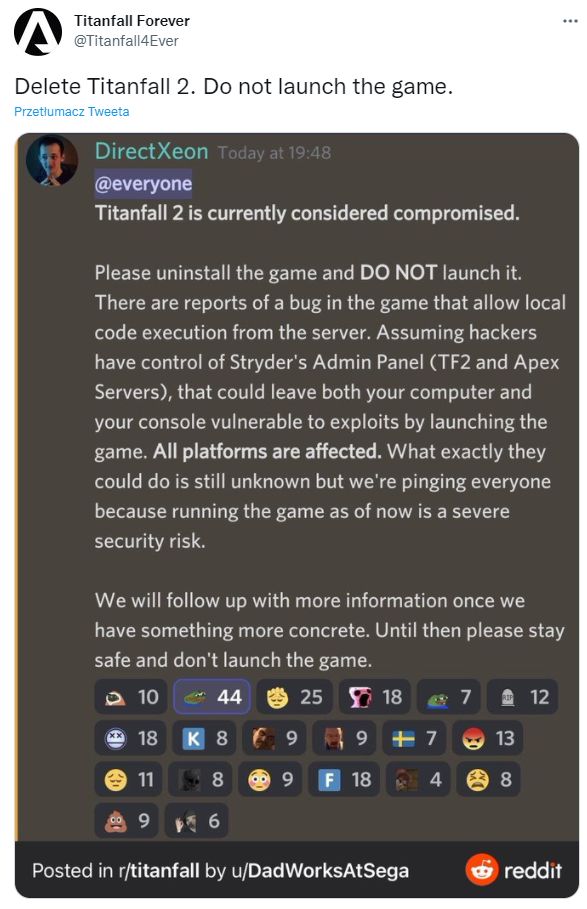 Titanfall Forever
@Titanfall4Ever
Delete Titanfall 2. Do not launch the game.
Przetłumacz Tweeta
DirectXeon Today at 19:48
@everyone
Titanfall 2 is currently considered compromised.
Please uninstall the game and DO NOT launch it.
There are reports of a bug in the game that allow local
code execution from the server. Assuming hackers
have control of Stryder's Admin Panel (TF2 and Apex
Servers), that could leave both your computer and
your console vulnerable to exploits by launching the
game. All platforms are affected. What exactly they
could do is still unknown but we're pinging everyone
because running the game as of now is a severe
security risk.
We will follow up with more information once we
have something more concrete. Until then please stay
safe and don't launch the game.
10 44 25 18 7 RIP 12
18 K 8 9 9 7 13
11 8 9 F 18 4 8
9 6
Posted in r/titanfall by u/DadWorksAtSega reddit